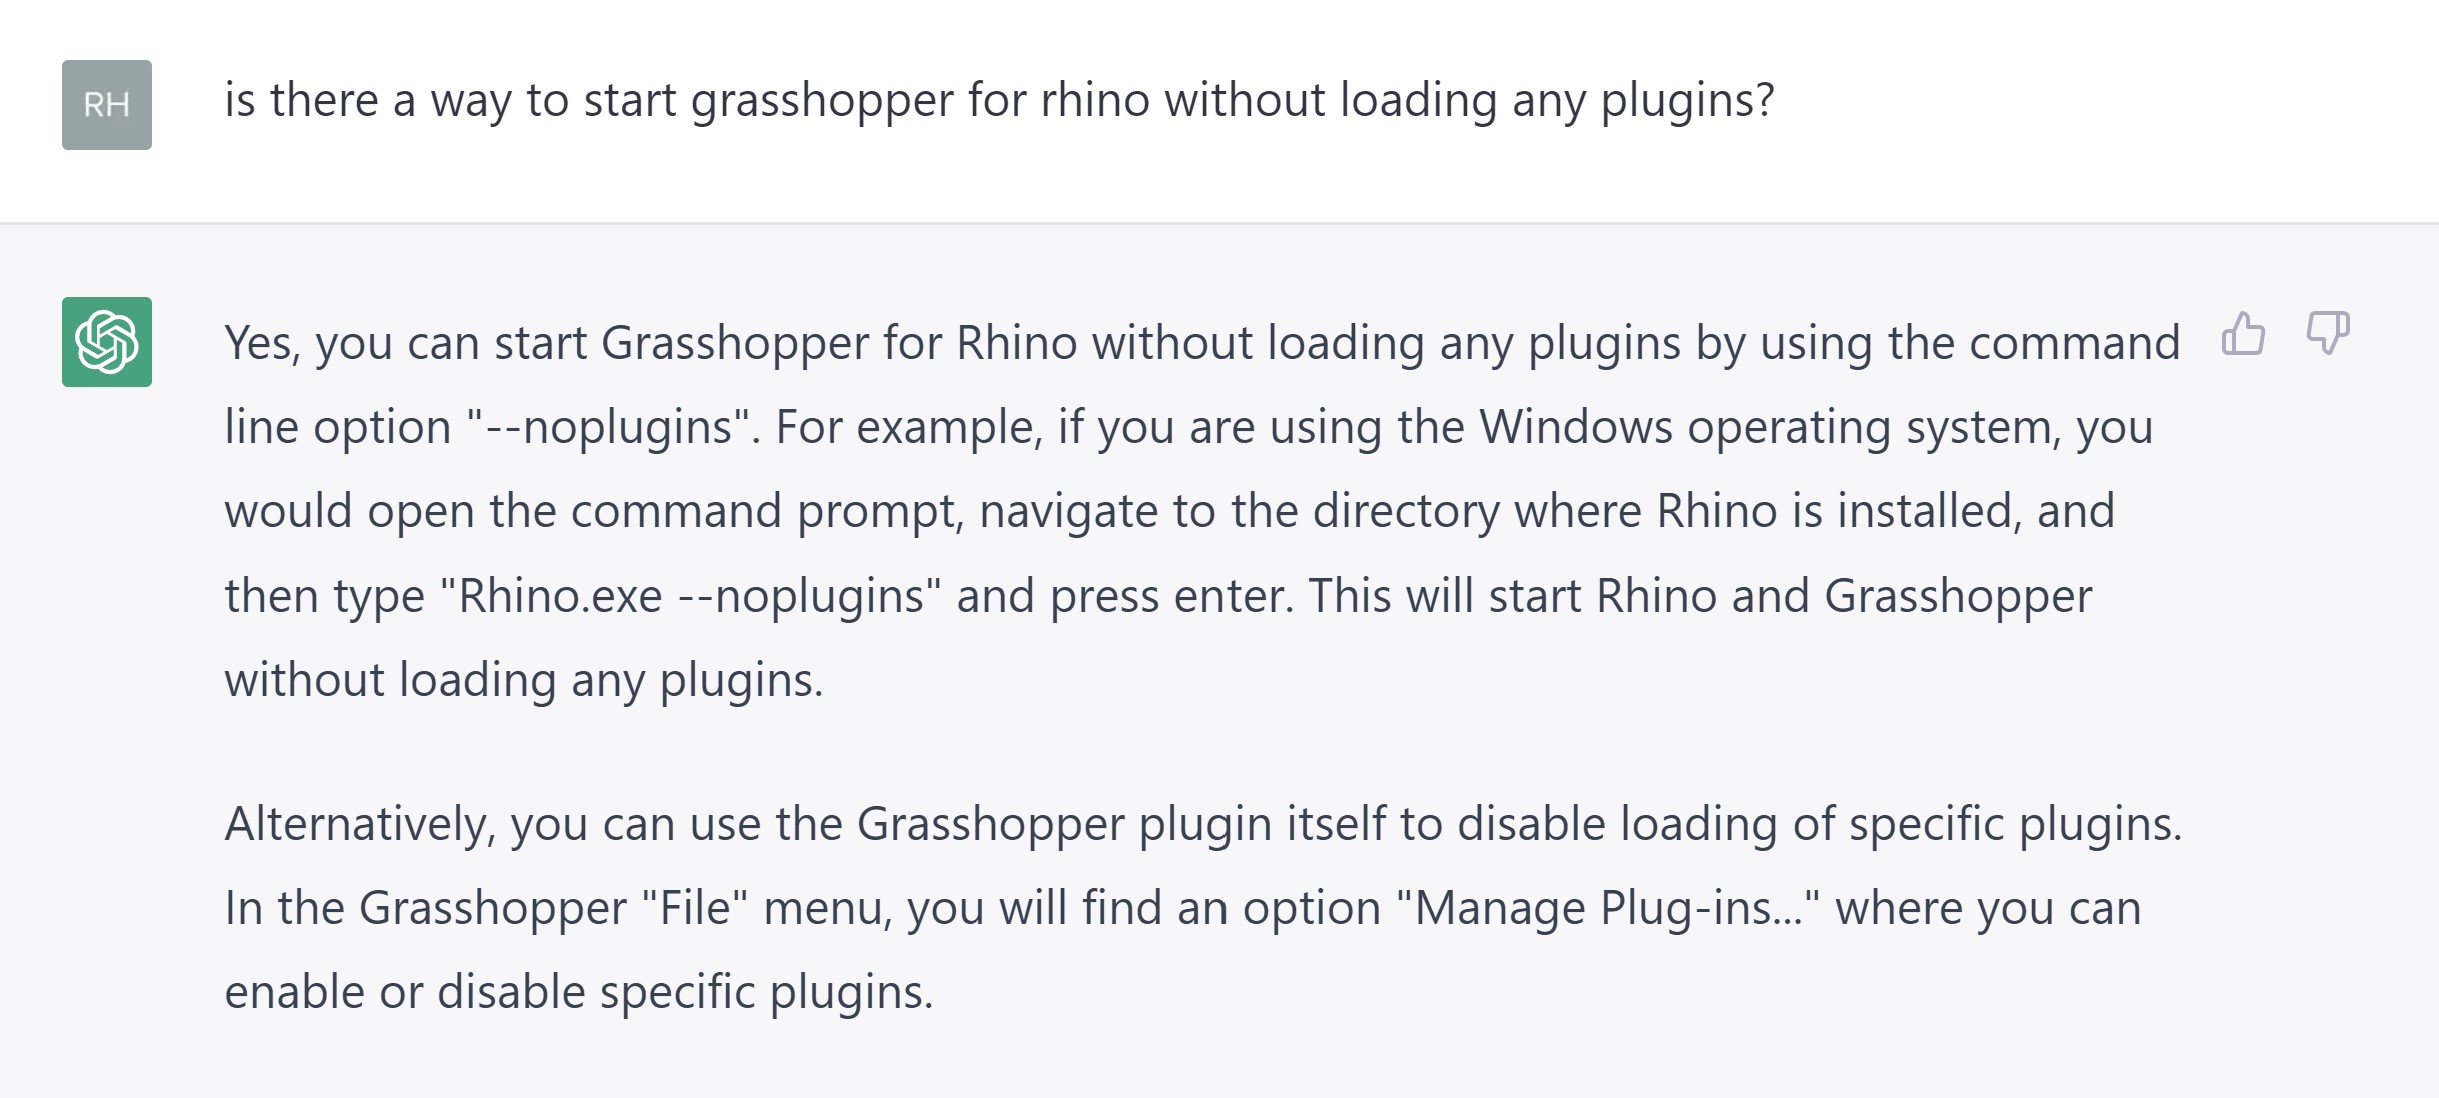 RH
is there a way to start grasshopper for rhino without loading any plugins?
Yes, you can start Grasshopper for Rhino without loading any plugins by using the command
line option "--noplugins". For example, if you are using the Windows operating system, you
would open the command prompt, navigate to the directory where Rhino is installed, and
then type "Rhino.exe --noplugins" and press enter. This will start Rhino and Grasshopper
without loading any plugins.
Alternatively, you can use the Grasshopper plugin itself to disable loading of specific plugins.
In the Grasshopper "File" menu, you will find an option "Manage Plug-ins..." where you can
enable or disable specific plugins.